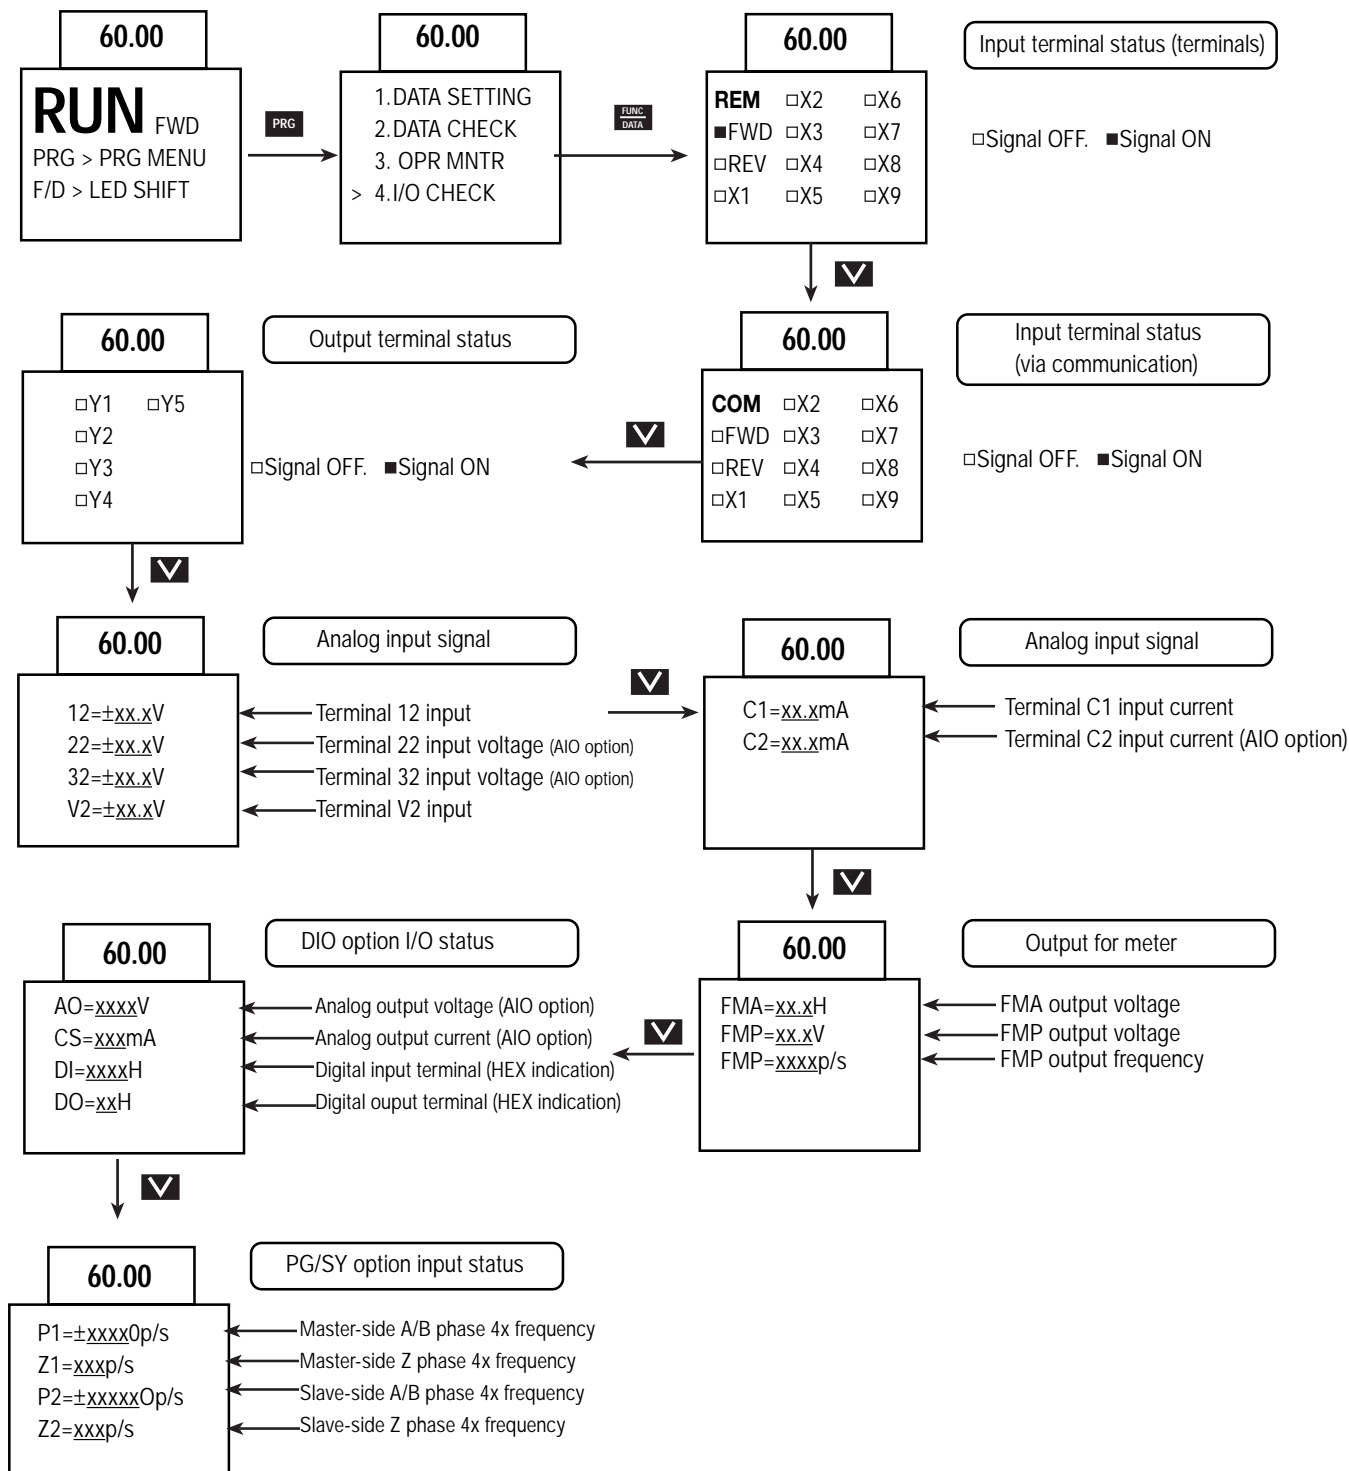 60.00
RUN FWD
PRG > PRG MENU
F/D > LED SHIFT
PRG
60.00
1.DATA SETTING
2.DATA CHECK
3. OPR MNTR
> 4.I/O CHECK
FUNC
DATA
60.00
REM □X2 □X6
■FWD □X3 □X7
□REV □X4 □X8
□X1 □X5 □X9
Input terminal status (terminals)
□Signal OFF. ■Signal ON
60.00
COM □X2 □X6
□FWD □X3 □X7
□REV □X4 □X8
□X1 □X5 □X9
Input terminal status
(via communication)
□Signal OFF. ■Signal ON
60.00
□Y1 □Y5
□Y2
□Y3
□Y4
Output terminal status
□Signal OFF. ■Signal ON
60.00
12=±xx.xV
22=±xx.xV
32=±xx.xV
V2=±xx.xV
Analog input signal
Terminal 12 input
Terminal 22 input voltage (AIO option)
Terminal 32 input voltage (AIO option)
Terminal V2 input
60.00
C1=xx.xmA
C2=xx.xmA
Analog input signal
Terminal C1 input current
Terminal C2 input current (AIO option)
60.00
FMA=xx.xH
FMP=xx.xV
FMP=xxxxp/s
Output for meter
FMA output voltage
FMP output voltage
FMP output frequency
60.00
AO=xxxxV
CS=xxxmA
DI=xxxxH
DO=xxH
DIO option I/O status
Analog output voltage (AIO option)
Analog output current (AIO option)
Digital input terminal (HEX indication)
Digital ouput terminal (HEX indication)
60.00
P1=±xxxx0p/s
Z1=xxxp/s
P2=±xxxxxOp/s
Z2=xxxp/s
PG/SY option input status
Master-side A/B phase 4x frequency
Master-side Z phase 4x frequency
Slave-side A/B phase 4x frequency
Slave-side Z phase 4x frequency